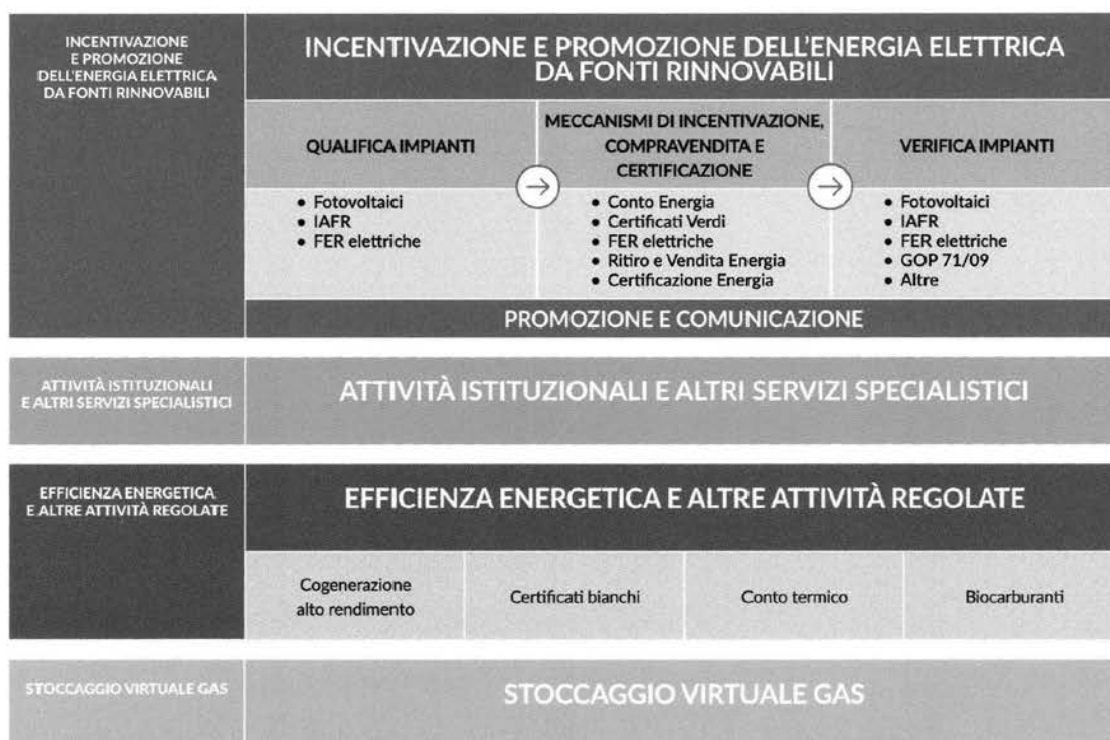 INCENTIVAZIONE
E PROMOZIONE
DELL'ENERGIA ELETTRICA
DA FONTI RINNOVABILI
INCENTIVAZIONE E PROMOZIONE DELL'ENERGIA ELETTRICA
DA FONTI RINNOVABILI
QUALIFICA IMPIANTI
• Fotovoltaici
• IAFR
• FER elettriche
MECCANISMI DI INCENTIVAZIONE,
COMPRAVENDITA E
CERTIFICAZIONE
• Conto Energia
• Certificati Verdi
• FER elettriche
• Ritiro e Vendita Energia
• Certificazione Energia
VERIFICA IMPIANTI
• Fotovoltaici
• IAFR
• FER elettriche
• GOP 71/09
• Altre
PROMOZIONE E COMUNICAZIONE
ATTIVITÀ ISTITUZIONALI
E ALTRI SERVIZI SPECIALISTICI
ATTIVITÀ ISTITUZIONALI E ALTRI SERVIZI SPECIALISTICI
EFFICIENZA ENERGETICA
E ALTRE ATTIVITÀ REGOLATE
EFFICIENZA ENERGETICA E ALTRE ATTIVITÀ REGOLATE
Cogenerazione
alto rendimento
Certificati bianchi
Conto termico
Biocarburanti
STOCCAGGIO VIRTUALE GAS
STOCCAGGIO VIRTUALE GAS